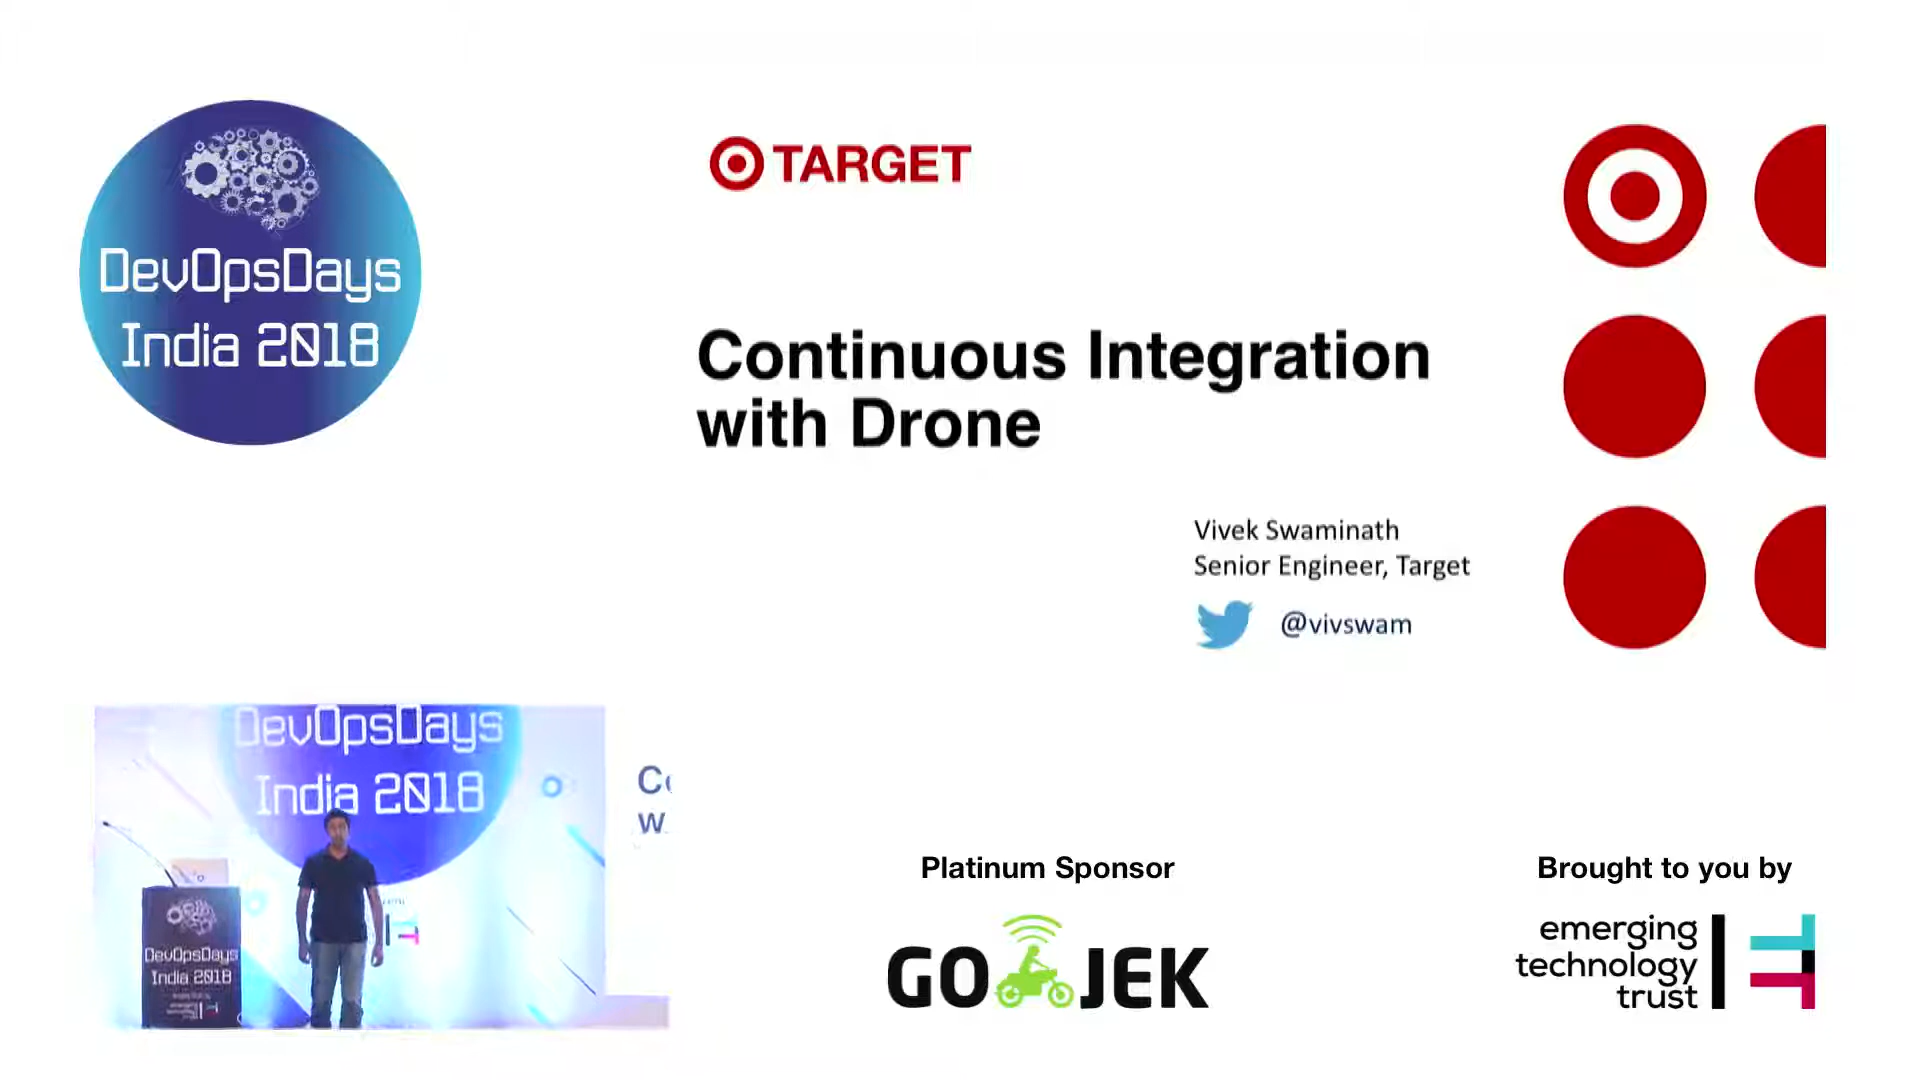 DevOpsDays
India 2018
TARGET
Continuous Integration
with Drone
Vivek Swaminath
Senior Engineer, Target
@vivswam
DevOpsDays
India 2018
DevOpsDays
India 2018
Platinum Sponsor
GO JEK
Brought to you by
emerging
technology
trust